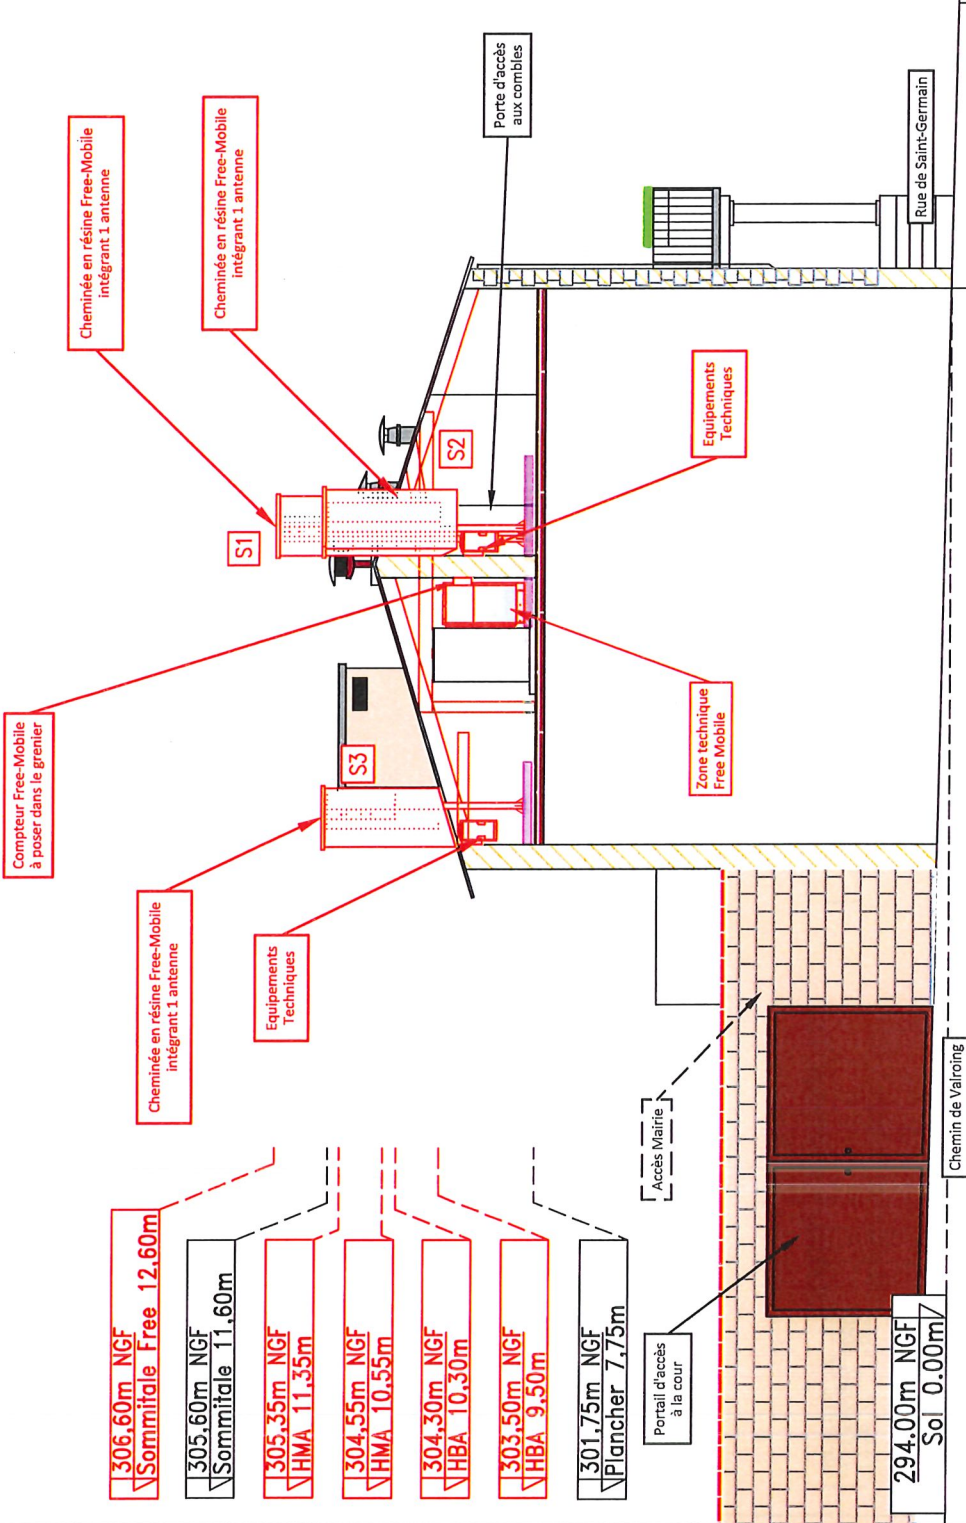 306,60m NGF
Sommitale Free 12,60m
305,60m NGF
Sommitale 11,60m
305,35m NGF
HMA 11,35m
304,55m NGF
HMA 10,55m
304,30m NGF
HBA 10,30m
303,50m NGF
HBA 9,50m
301,75m NGF
Plancher 7,75m
294.00m NGF
Sol 0.00m
Compteur Free-Mobile
à poser dans le grenier
Cheminée en résine Free-Mobile
intégrant 1 antenne
Cheminée en résine Free-Mobile
intégrant 1 antenne
Cheminée en résine Free-Mobile
intégrant 1 antenne
Equipements
Techniques
S3
S1
S2
Porte d'accès
aux combles
Equipements
Techniques
Zone technique
Free Mobile
Accès Mairie
Portail d'accès
à la cour
Chemin de Valroing
Rue de Saint-Germain